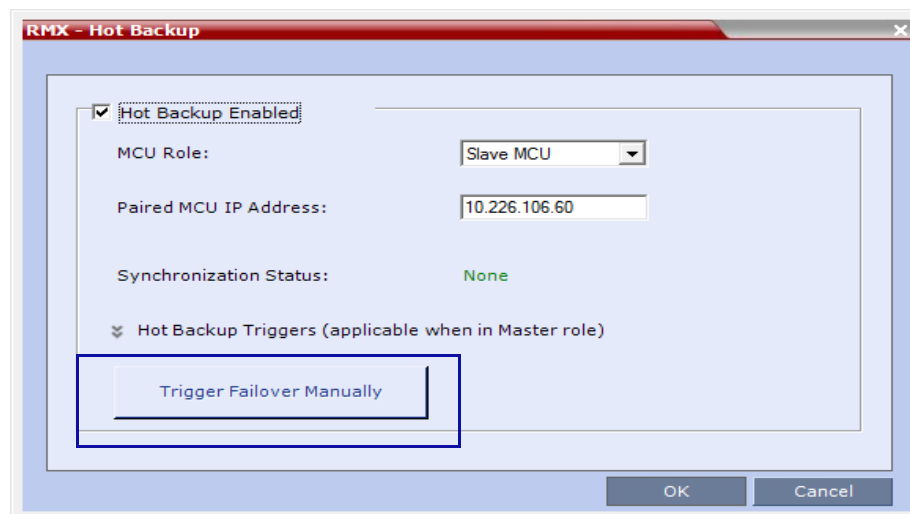 RMX - Hot Backup
Hot Backup Enabled
MCU Role: Slave MCU
Paired MCU IP Address: 10.226.106.60
Synchronization Status: None
Hot Backup Triggers (applicable when in Master role)
Trigger Failover Manually
OK Cancel